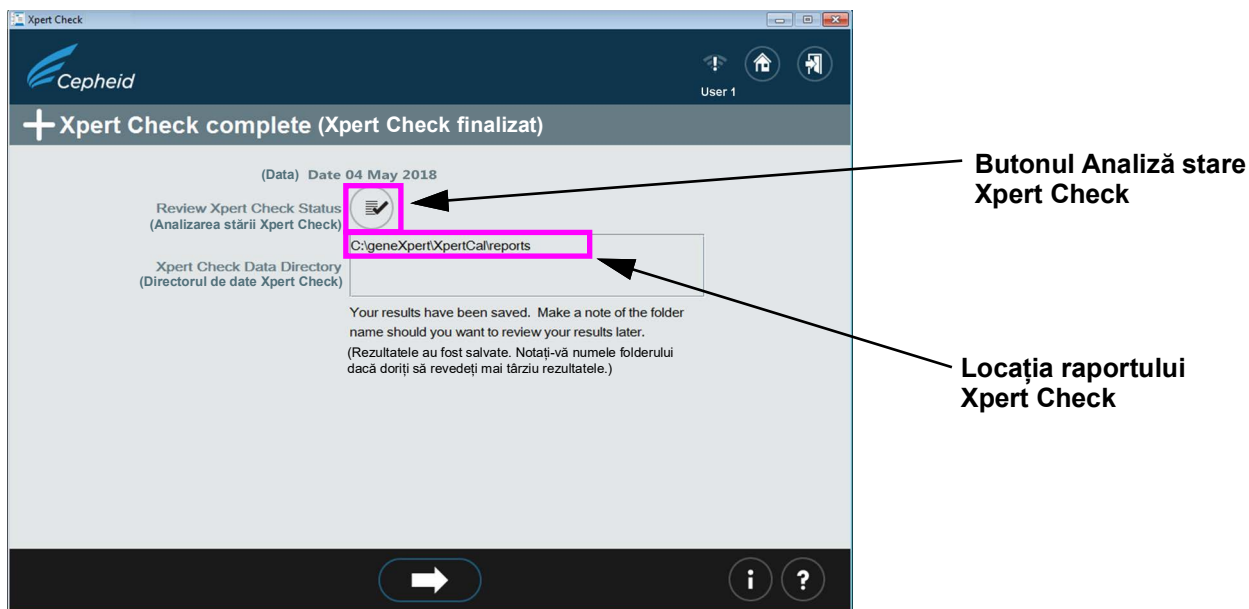 Xpert Check
Cepheid
User 1
Xpert Check complete (Xpert Check finalizat)
(Data) Date 04 May 2018
Review Xpert Check Status
(Analizarea stării Xpert Check)
C:\geneXpert\XpertCal\reports
Xpert Check Data Directory
(Directorul de date Xpert Check)
Your results have been saved. Make a note of the folder
name should you want to review your results later.
(Rezultatele au fost salvate. Notați-vă numele folderului
dacă doriți să revedeți mai târziu rezultatele.)
i ?
Butonul Analiză stare
Xpert Check
Locația raportului
Xpert Check